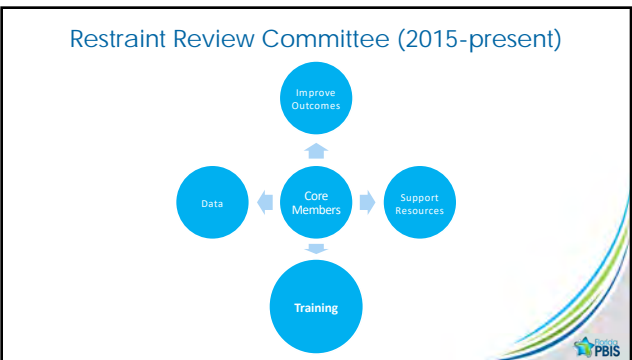 Restraint Review Committee (2015-present)
Improve
Outcomes
Data
Core
Members
Support
Resources
Training
Florida
PBIS